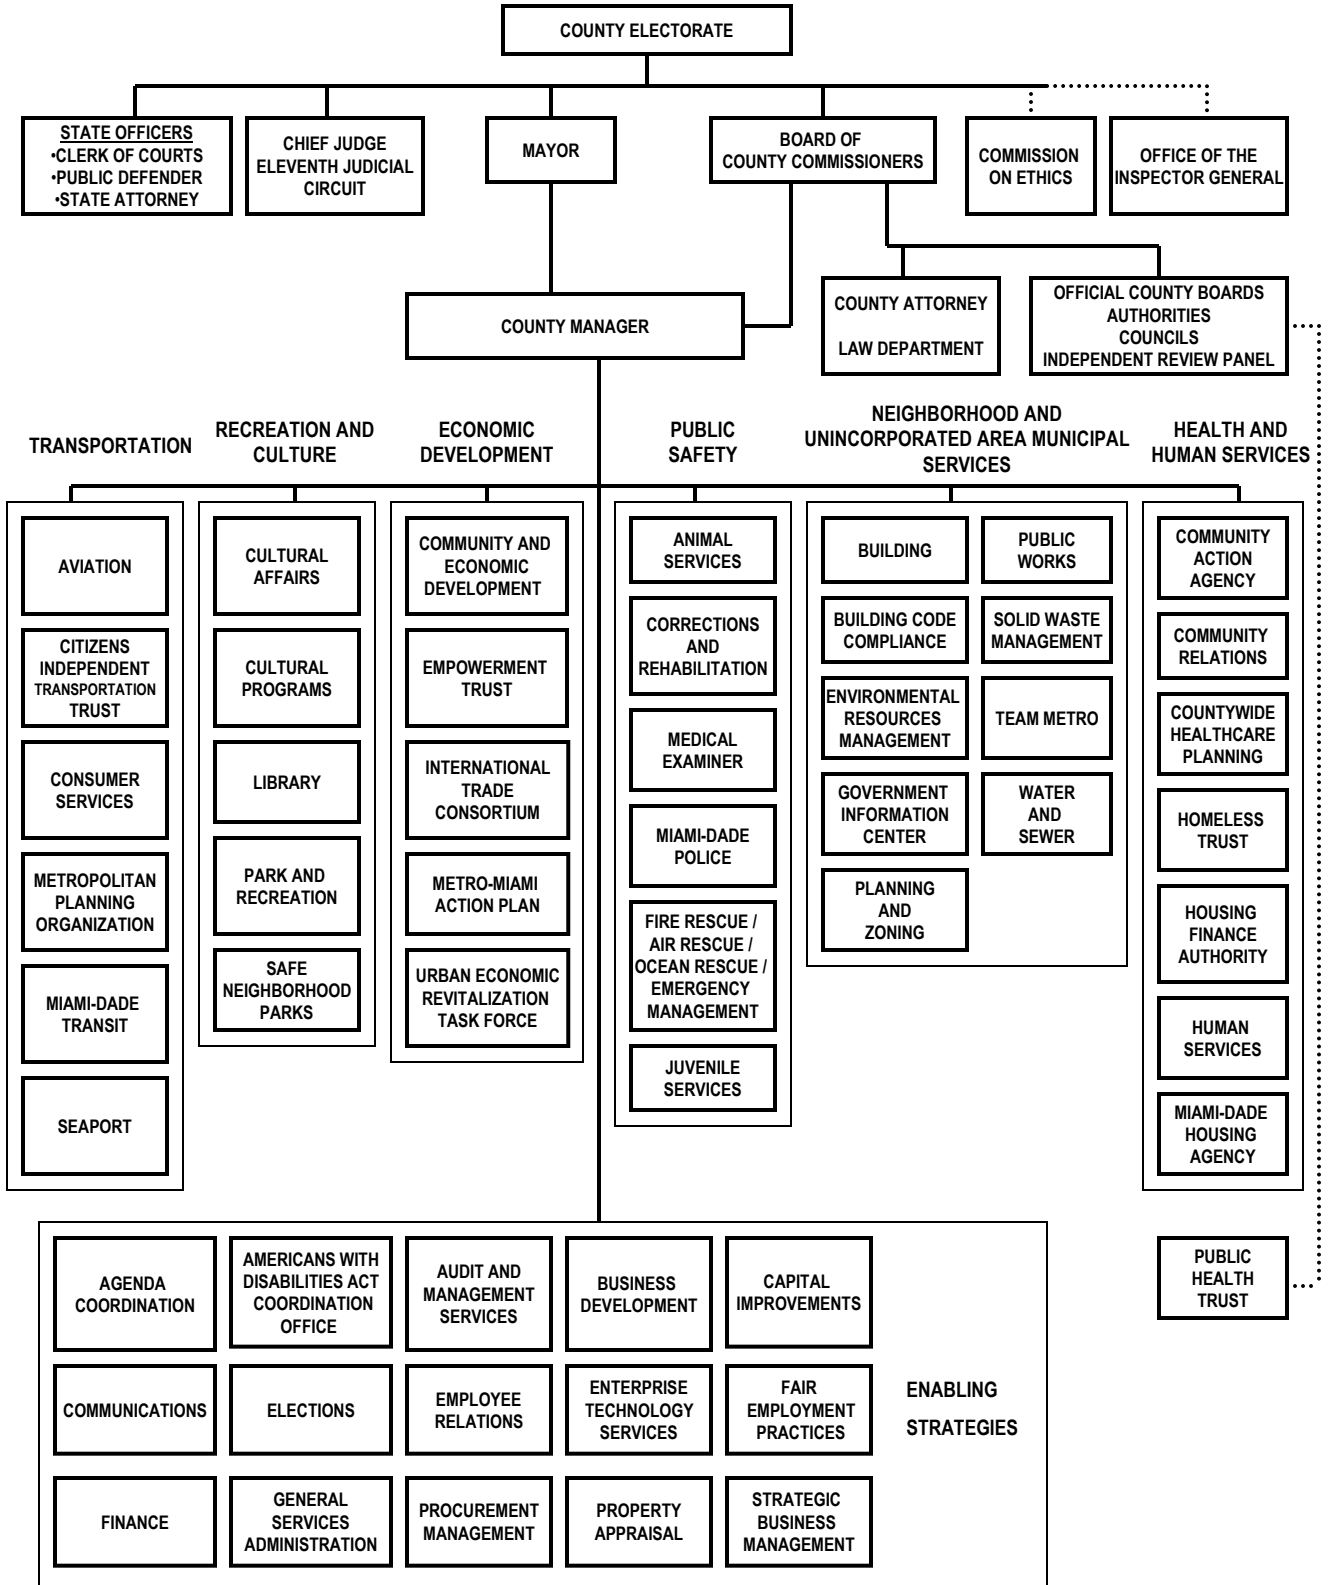 COUNTY ELECTORATE
STATE OFFICERS
•CLERK OF COURTS
•PUBLIC DEFENDER
•STATE ATTORNEY
CHIEF JUDGE
ELEVENTH JUDICIAL
CIRCUIT
MAYOR
BOARD OF
COUNTY COMMISSIONERS
COMMISSION
ON ETHICS
OFFICE OF THE
INSPECTOR GENERAL
COUNTY MANAGER
COUNTY ATTORNEY
LAW DEPARTMENT
OFFICIAL COUNTY BOARDS
AUTHORITIES
COUNCILS
INDEPENDENT REVIEW PANEL
TRANSPORTATION
RECREATION AND
CULTURE
ECONOMIC
DEVELOPMENT
PUBLIC
SAFETY
NEIGHBORHOOD AND
UNINCORPORATED AREA MUNICIPAL
SERVICES
HEALTH AND
HUMAN SERVICES
AVIATION
CITIZENS
INDEPENDENT
TRANSPORTATION
TRUST
CONSUMER
SERVICES
METROPOLITAN
PLANNING
ORGANIZATION
MIAMI-DADE
TRANSIT
SEAPORT
CULTURAL
AFFAIRS
CULTURAL
PROGRAMS
LIBRARY
PARK AND
RECREATION
SAFE
NEIGHBORHOOD
PARKS
COMMUNITY AND
ECONOMIC
DEVELOPMENT
EMPOWERMENT
TRUST
INTERNATIONAL
TRADE
CONSORTIUM
METRO-MIAMI
ACTION PLAN
URBAN ECONOMIC
REVITALIZATION
TASK FORCE
ANIMAL
SERVICES
CORRECTIONS
AND
REHABILITATION
MEDICAL
EXAMINER
MIAMI-DADE
POLICE
FIRE RESCUE /
AIR RESCUE /
OCEAN RESCUE /
EMERGENCY
MANAGEMENT
JUVENILE
SERVICES
BUILDING
BUILDING CODE
COMPLIANCE
ENVIRONMENTAL
RESOURCES
MANAGEMENT
GOVERNMENT
INFORMATION
CENTER
PLANNING
AND
ZONING
PUBLIC
WORKS
SOLID WASTE
MANAGEMENT
TEAM METRO
WATER
AND
SEWER
COMMUNITY
ACTION
AGENCY
COMMUNITY
RELATIONS
COUNTYWIDE
HEALTHCARE
PLANNING
HOMELESS
TRUST
HOUSING
FINANCE
AUTHORITY
HUMAN
SERVICES
MIAMI-DADE
HOUSING
AGENCY
PUBLIC
HEALTH
TRUST
AGENDA
COORDINATION
AMERICANS WITH
DISABILITIES ACT
COORDINATION
OFFICE
AUDIT AND
MANAGEMENT
SERVICES
BUSINESS
DEVELOPMENT
CAPITAL
IMPROVEMENTS
COMMUNICATIONS
ELECTIONS
EMPLOYEE
RELATIONS
ENTERPRISE
TECHNOLOGY
SERVICES
FAIR
EMPLOYMENT
PRACTICES
ENABLING
STRATEGIES
FINANCE
GENERAL
SERVICES
ADMINISTRATION
PROCUREMENT
MANAGEMENT
PROPERTY
APPRAISAL
STRATEGIC
BUSINESS
MANAGEMENT